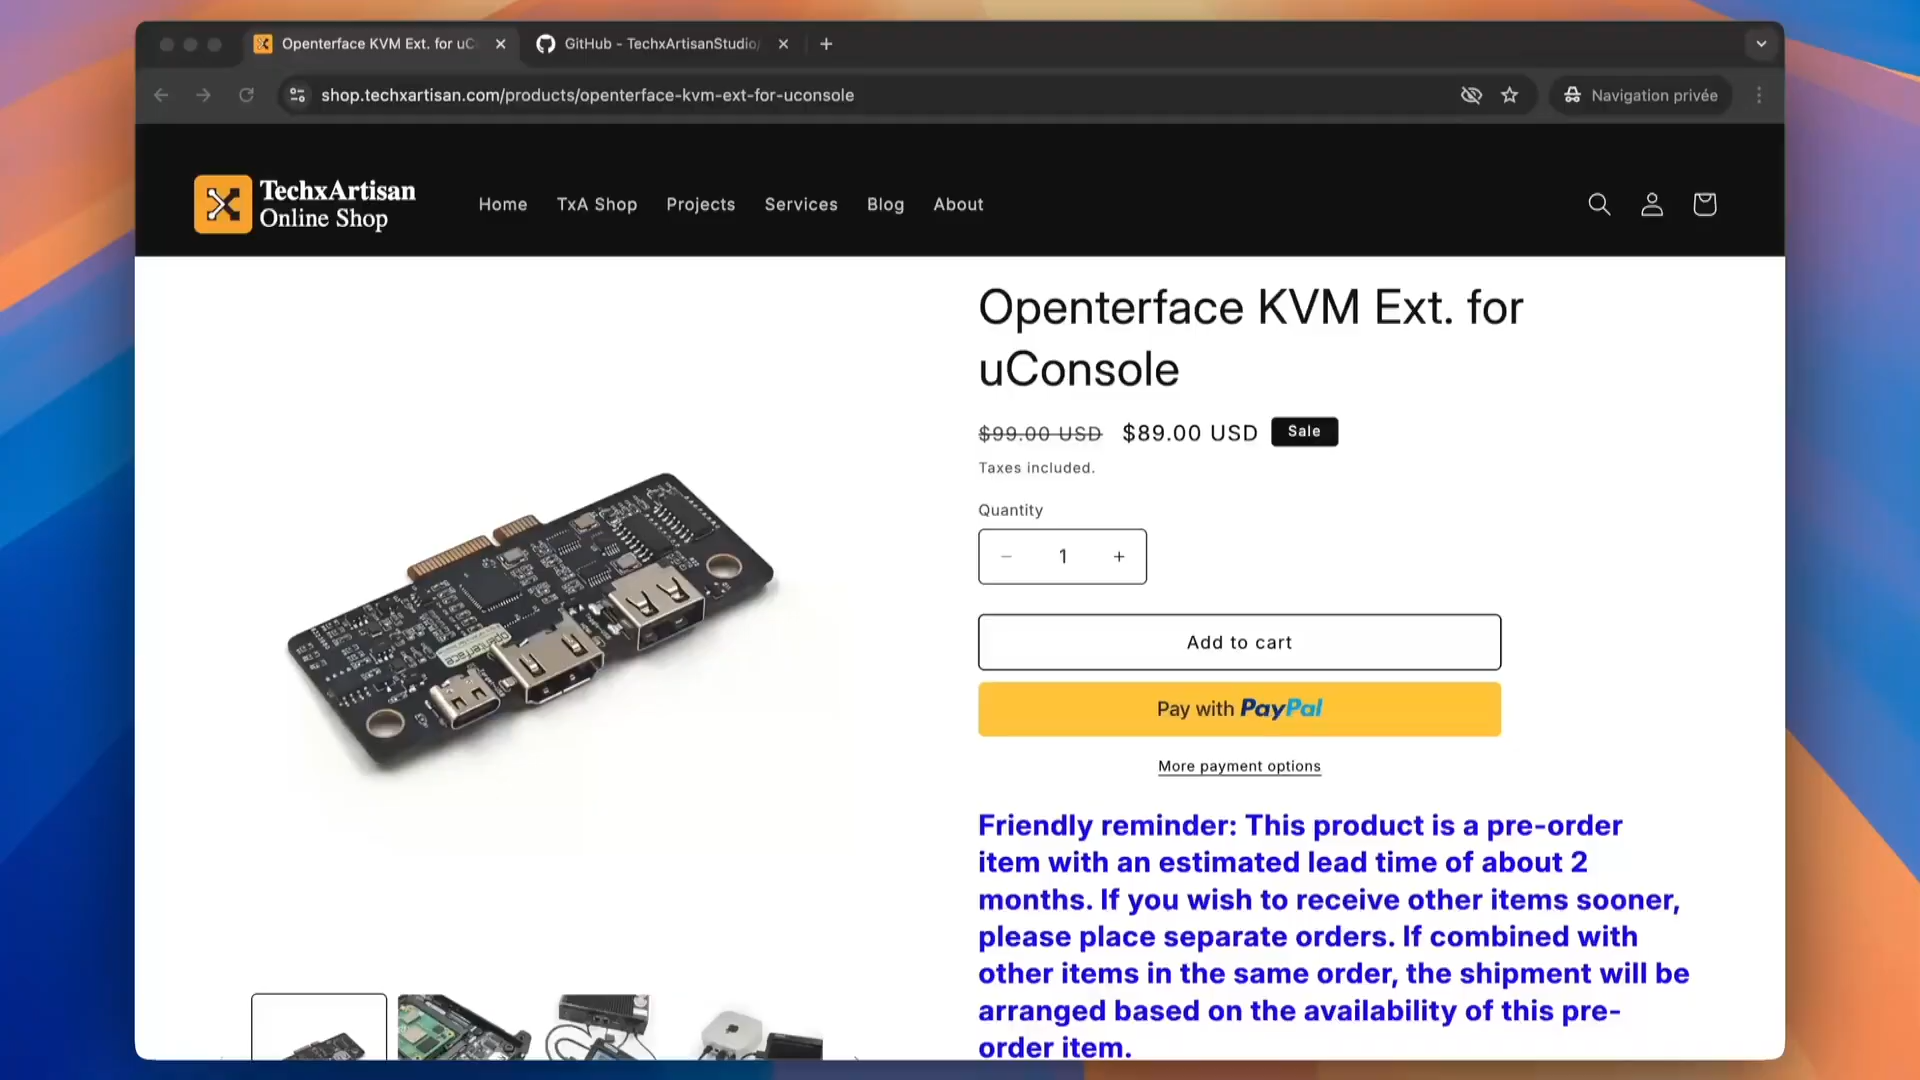 Openterface KVM Ext. for uC
GitHub - TechxArtisanStudio/
shop.techxartisan.com/products/openterface-kvm-ext-for-uconsole
Navigation privée
TechxArtisan
Online Shop
Home
TxA Shop
Projects
Services
Blog
About
Openterface KVM Ext. for
uConsole
$99.00 USD $89.00 USD Sale
Taxes included.
Quantity
1
Add to cart
Pay with PayPal
More payment options
Friendly reminder: This product is a pre-order
item with an estimated lead time of about 2
months. If you wish to receive other items sooner,
please place separate orders. If combined with
other items in the same order, the shipment will be
arranged based on the availability of this pre-
order item.
openterface